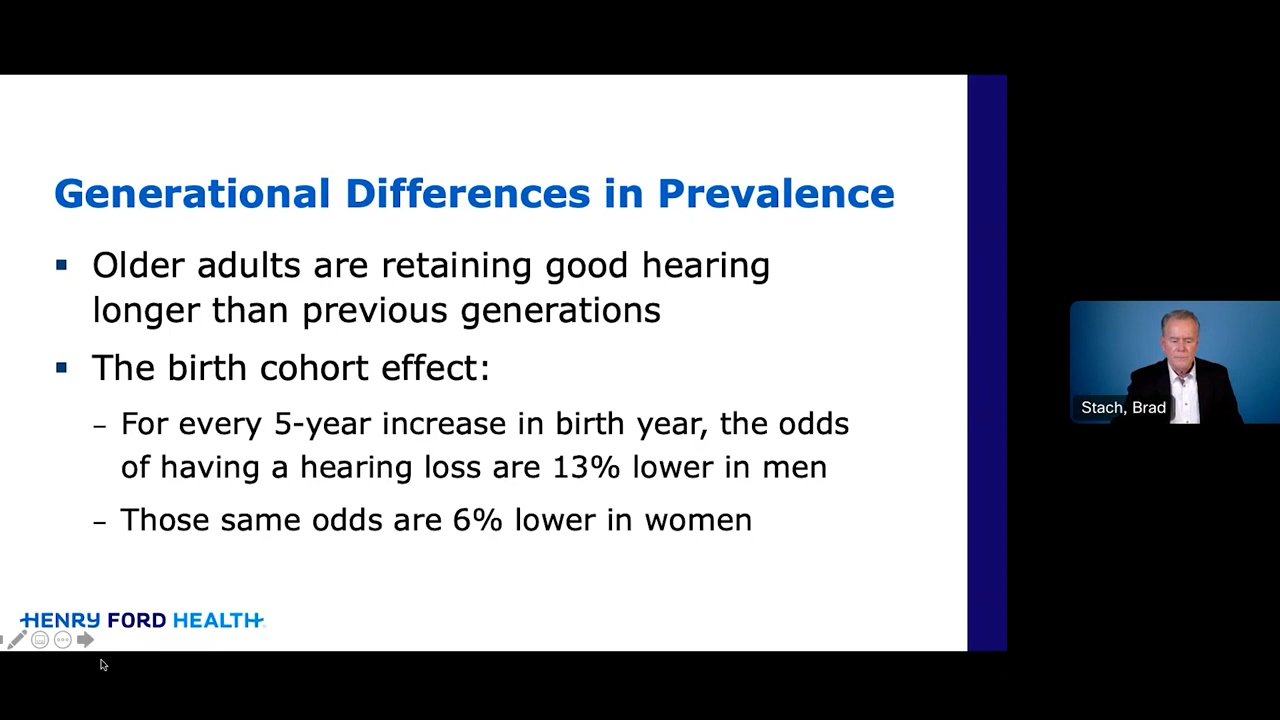 Generational Differences in Prevalence
Older adults are retaining good hearing
longer than previous generations
The birth cohort effect:
– For every 5-year increase in birth year, the odds
of having a hearing loss are 13% lower in men
– Those same odds are 6% lower in women
HENRY FORD HEALTH
Stach, Brad